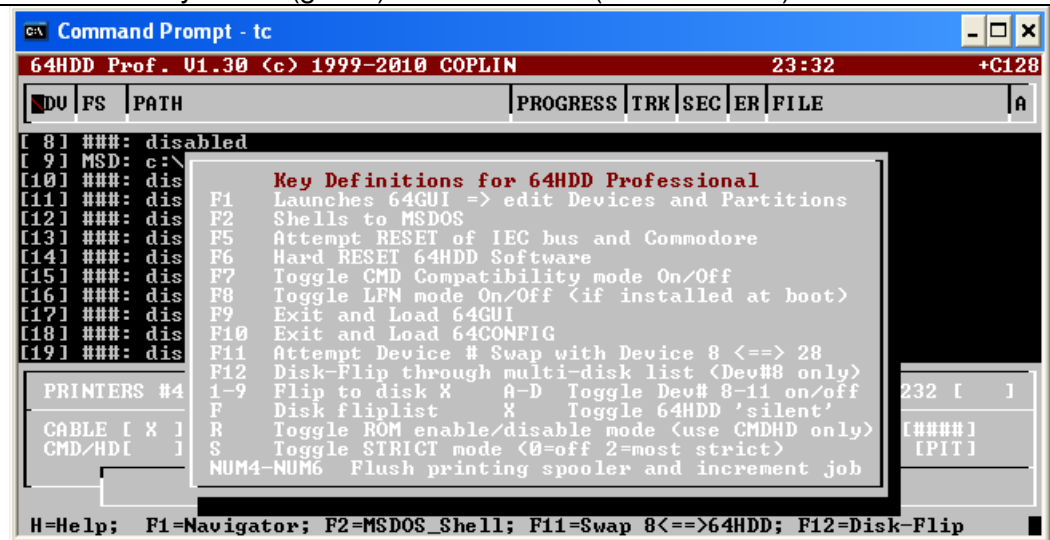 Command Prompt - tc
64HDD Prof. V1.30 (c) 1999-2010 COPLIN 23:32 +C128
DV FS PATH PROGRESS TRK SEC ER FILE A
[ 8] ###: disabled
[ 9] MSD: c:\
[10] ###: dis
Key Definitions for 64HDD Professional
[11] ###: dis F1 Launches 64GUI => edit Devices and Partitions
[12] ###: dis F2 Shells to MSDOS
[13] ###: dis F5 Attempt RESET of IEC bus and Commodore
[14] ###: dis F6 Hard RESET 64HDD Software
[15] ###: dis F7 Toggle CMD Compatibility mode On/Off
[16] ###: dis F8 Toggle LFN mode On/Off (if installed at boot)
[17] ###: dis F9 Exit and Load 64GUI
[18] ###: dis F10 Exit and Load 64CONFIG
[19] ###: dis F11 Attempt Device # Swap with Device 8 <==> 28
F12 Disk-Flip through multi-disk list (Dev#8 only)
PRINTERS #4 1-9 Flip to disk X A-D Toggle Dev# 8-11 on/off 232 [ ]
F Disk fliplist X Toggle 64HDD 'silent'
CABLE [ X ] R Toggle ROM enable/disable mode (use CMDHD only) [####]
CMD/HD[ ] S Toggle STRICT mode (0=off 2=most strict) [PIT]
NUM4-NUM6 Flush printing spooler and increment job
H=Help; F1=Navigator; F2=MSDOS_Shell; F11=Swap 8<==>64HDD; F12=Disk-Flip